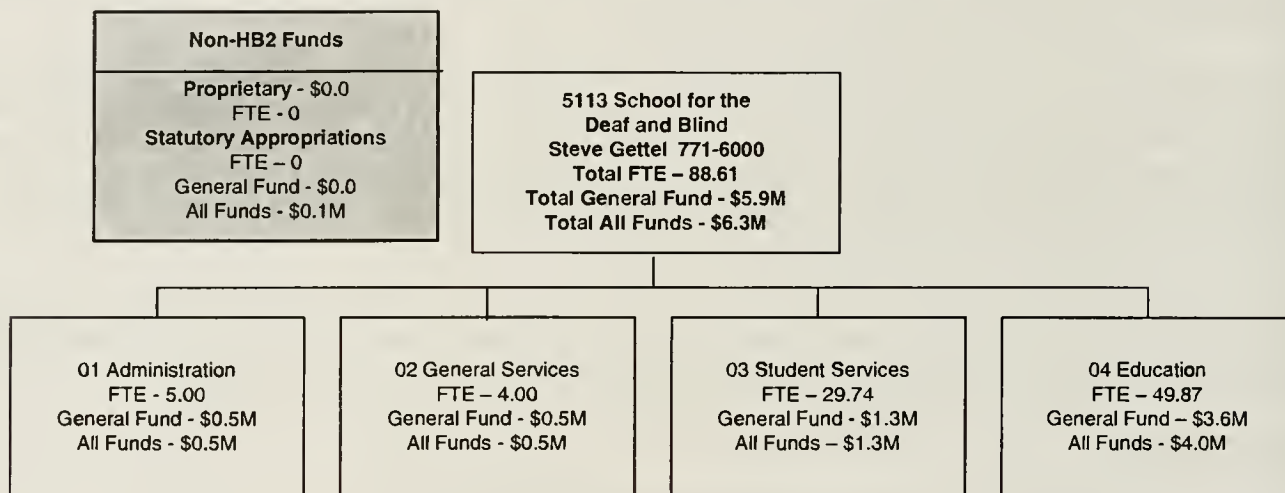 Non-HB2 Funds
Proprietary - $0.0
FTE - 0
Statutory Appropriations
FTE – 0
General Fund - $0.0
All Funds - $0.1M
5113 School for the
Deaf and Blind
Steve Gettel 771-6000
Total FTE – 88.61
Total General Fund - $5.9M
Total All Funds - $6.3M
01 Administration
FTE - 5.00
General Fund - $0.5M
All Funds - $0.5M
02 General Services
FTE – 4.00
General Fund - $0.5M
All Funds - $0.5M
03 Student Services
FTE – 29.74
General Fund - $1.3M
All Funds – $1.3M
04 Education
FTE – 49.87
General Fund – $3.6M
All Funds - $4.0M